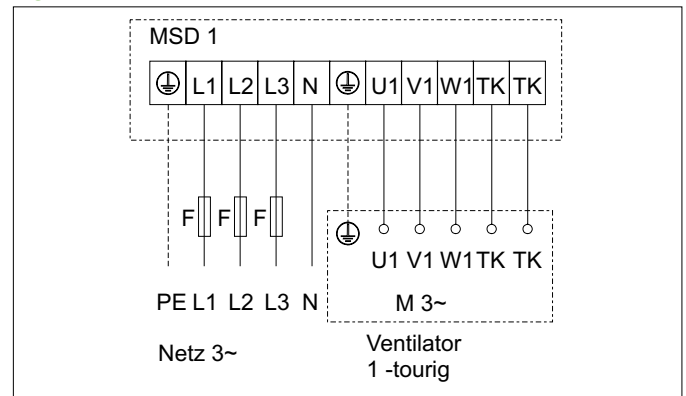 MSD 1
L1 L2 L3 N U1 V1 W1 TK TK
F F F
U1 V1 W1 TK TK
PE L1 L2 L3 N M 3~
Netz 3~
Ventilator
1 -tourig